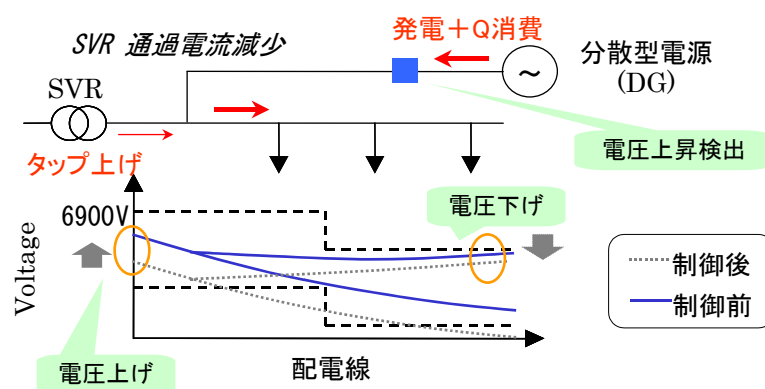 SVR 通過電流減少
発電＋Q消費
分散型電源
(DG)
～
SVR
タップ上げ
電圧上昇検出
6900V
電圧下げ
Voltage
制御後
制御前
電圧上げ
配電線